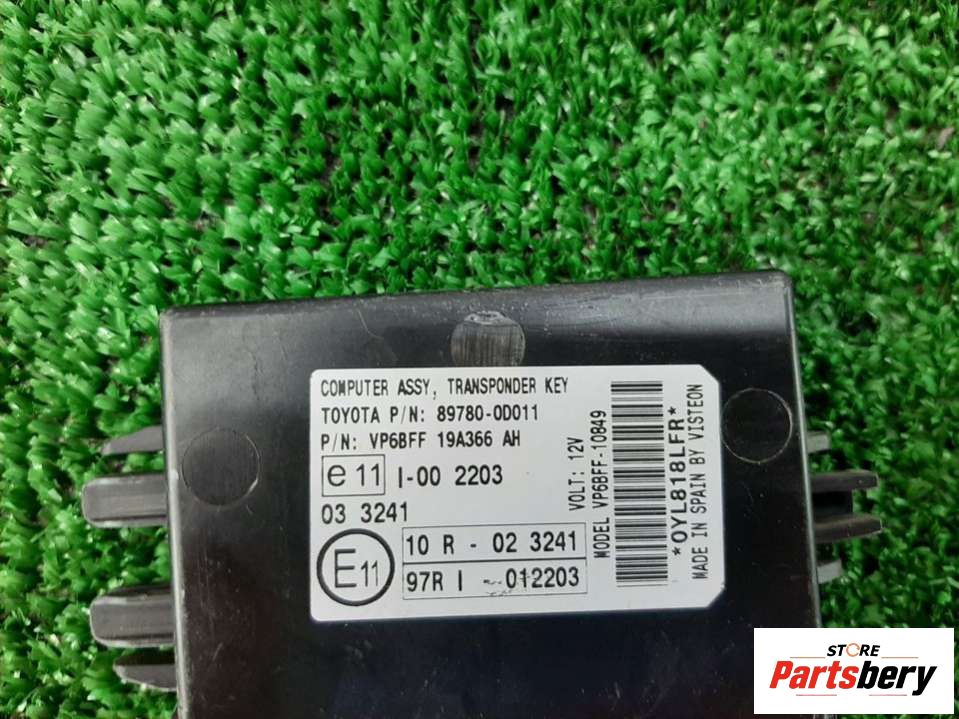 COMPUTER ASSY, TRANSPONDER KEY
TOYOTA P/N: 89780-0D011
P/N: VP6BFF 19A366 AH
e 11 I-00 2203
03 3241
E11
10 R - 02 3241
97R I - 012203
VOLT: 12V
MODEL VP6BFF-10849
*0YL818LFR*
MADE IN SPAIN BY VISTEON
STORE
Partsbery